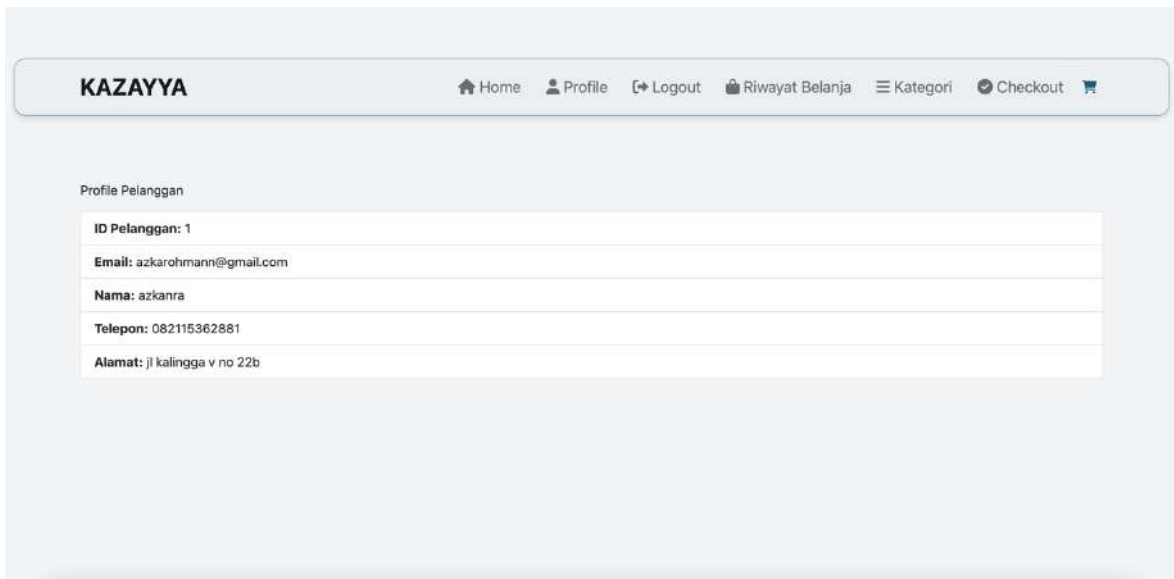 KAZAYYA Home Profile Logout Riwayat Belanja Kategori Checkout
Profile Pelanggan
ID Pelanggan: 1
Email: azkarohmann@gmail.com
Nama: azkanra
Telepon: 082115362881
Alamat: jl kalingga v no 22b